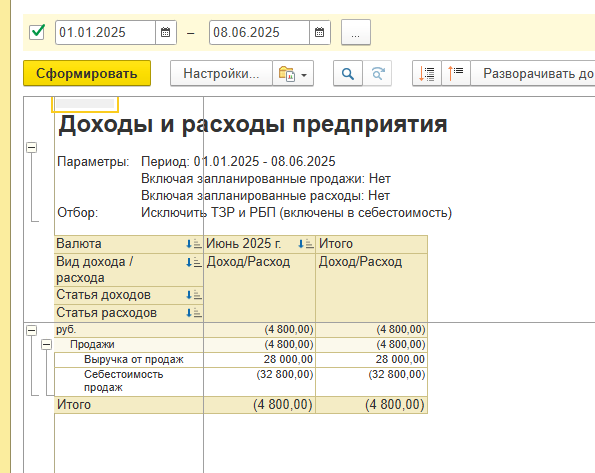 01.01.2025 – 08.06.2025 ...
Сформировать Настройки... Разворачивать до
Доходы и расходы предприятия
Параметры: Период: 01.01.2025 - 08.06.2025
Включая запланированные продажи: Нет
Включая запланированные расходы: Нет
Отбор: Исключить ТЗР и РБП (включены в себестоимость)
Валюта Июнь 2025 г. Итого
Вид дохода / Доход/Расход Доход/Расход
расхода
Статья доходов
Статья расходов
руб. (4 800,00) (4 800,00)
Продажи (4 800,00) (4 800,00)
Выручка от продаж 28 000,00 28 000,00
Себестоимость (32 800,00) (32 800,00)
продаж
Итого (4 800,00) (4 800,00)